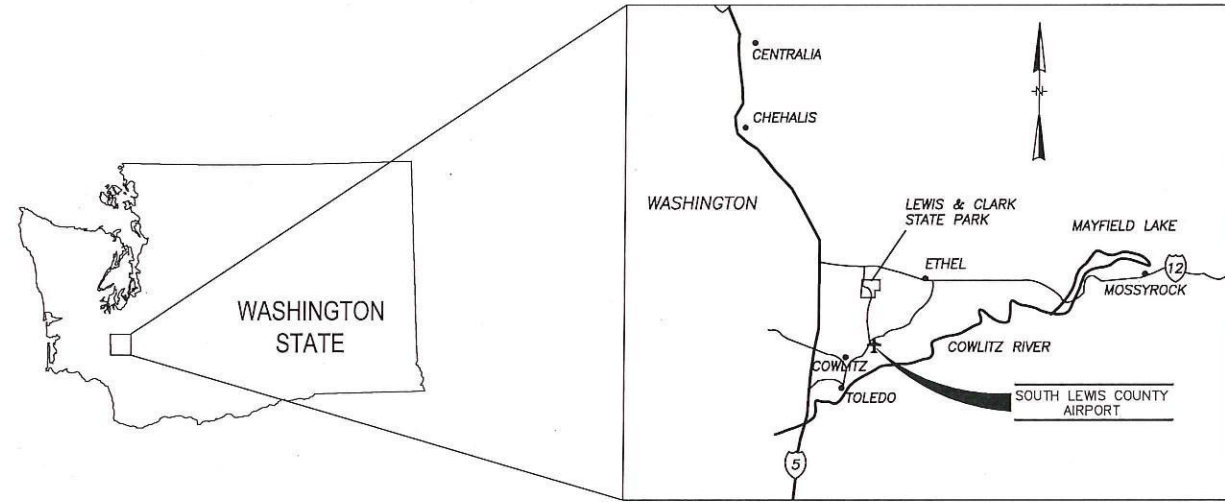 WASHINGTON
STATE
CENTRALIA
N
CHEHALIS
WASHINGTON
LEWIS & CLARK
STATE PARK
MAYFIELD LAKE
ETHEL
12
MOSSYROCK
COWLITZ RIVER
COWLITZ
TOLEDO
SOUTH LEWIS COUNTY
AIRPORT
5